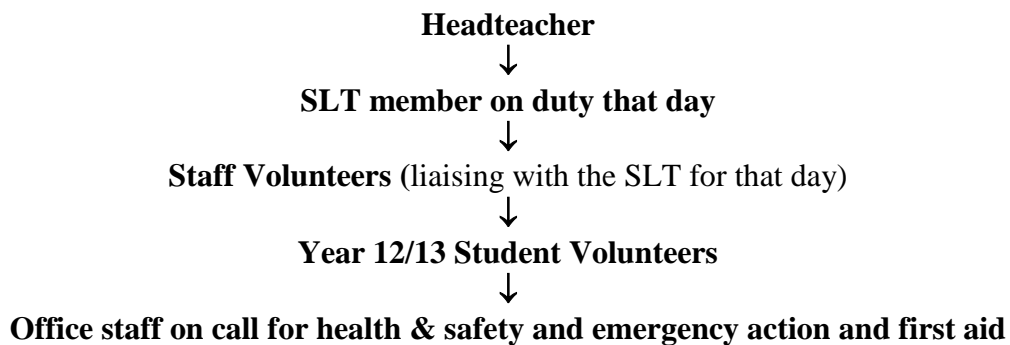 Headteacher
↓
SLT member on duty that day
↓
Staff Volunteers (liaising with the SLT for that day)
↓
Year 12/13 Student Volunteers
↓
Office staff on call for health & safety and emergency action and first aid